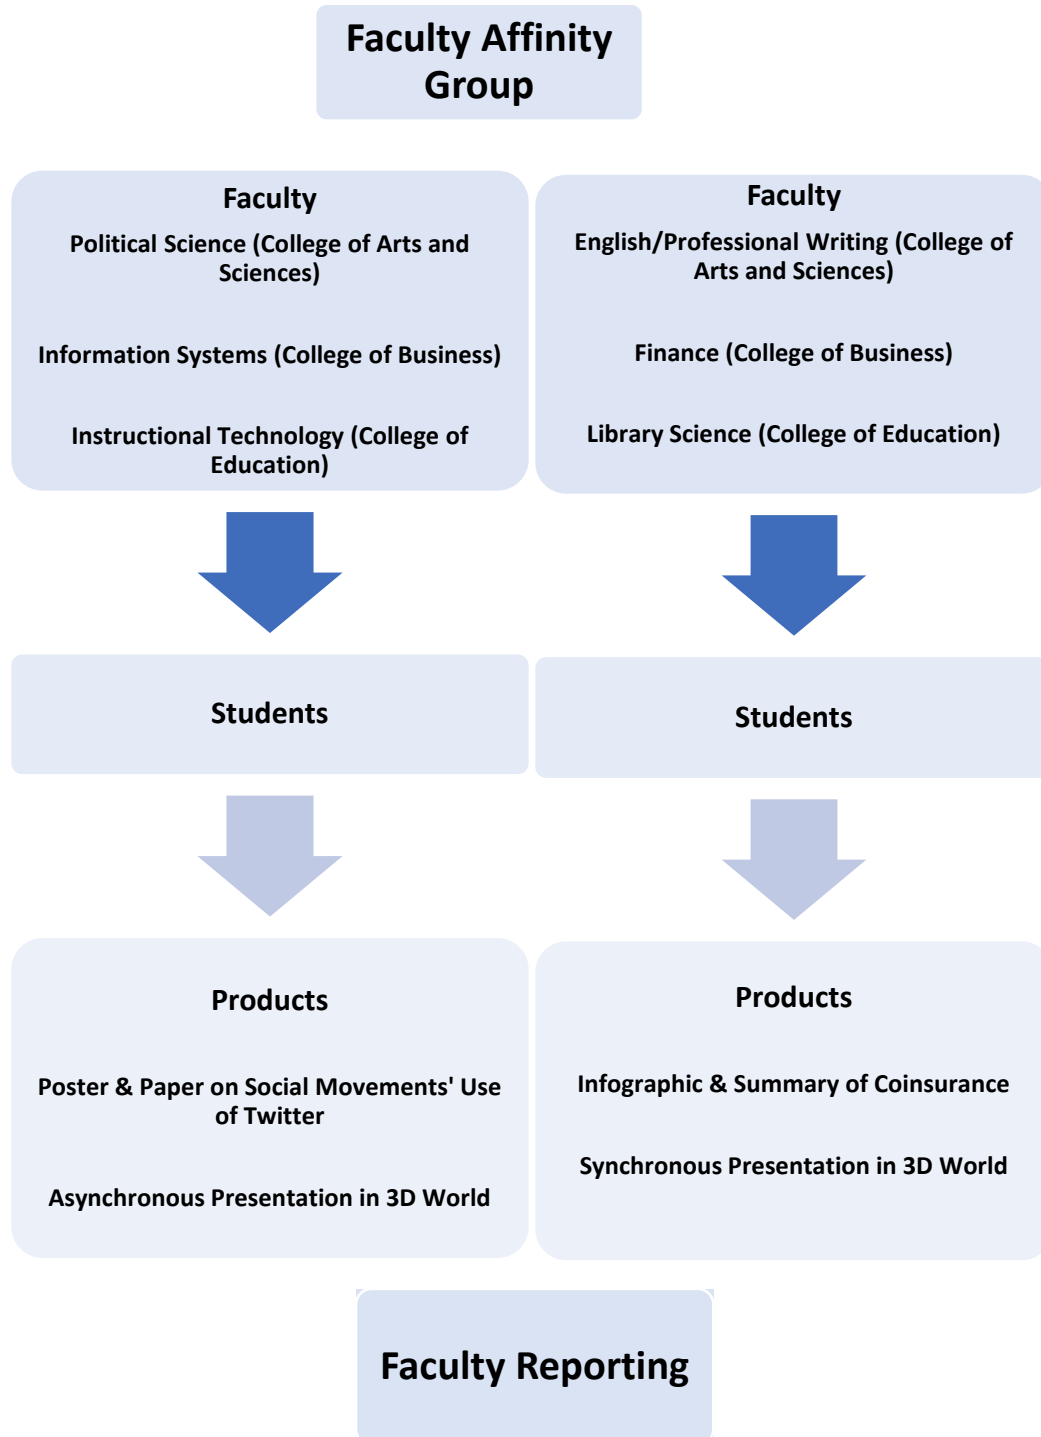 Faculty Affinity
Group
Faculty
Political Science (College of Arts and
Sciences)
Information Systems (College of Business)
Instructional Technology (College of
Education)
Faculty
English/Professional Writing (College of
Arts and Sciences)
Finance (College of Business)
Library Science (College of Education)
Students
Students
Products
Poster & Paper on Social Movements' Use
of Twitter
Asynchronous Presentation in 3D World
Products
Infographic & Summary of Coinsurance
Synchronous Presentation in 3D World
Faculty Reporting